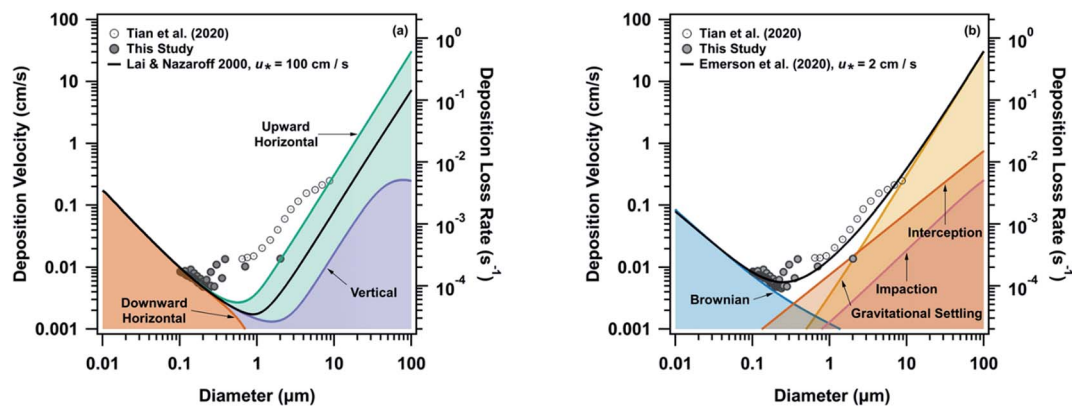 (a)
Tian et al. (2020)
This Study
Lai & Nazaroff 2000, u* = 100 cm / s
Upward
Horizontal
Vertical
Downward
Horizontal
Deposition Velocity (cm/s)
100
10
1
0.1
0.01
0.001
Deposition Loss Rate (s-1)
10^0
10^-1
10^-2
10^-3
10^-4
0.01
0.1
1
10
100
Diameter (µm)
(b)
Tian et al. (2020)
This Study
Emerson et al. (2020), u* = 2 cm / s
Interception
Brownian
Impaction
Gravitational Settling
Deposition Velocity (cm/s)
100
10
1
0.1
0.01
0.001
Deposition Loss Rate (s-1)
10^0
10^-1
10^-2
10^-3
10^-4
0.01
0.1
1
10
100
Diameter (µm)